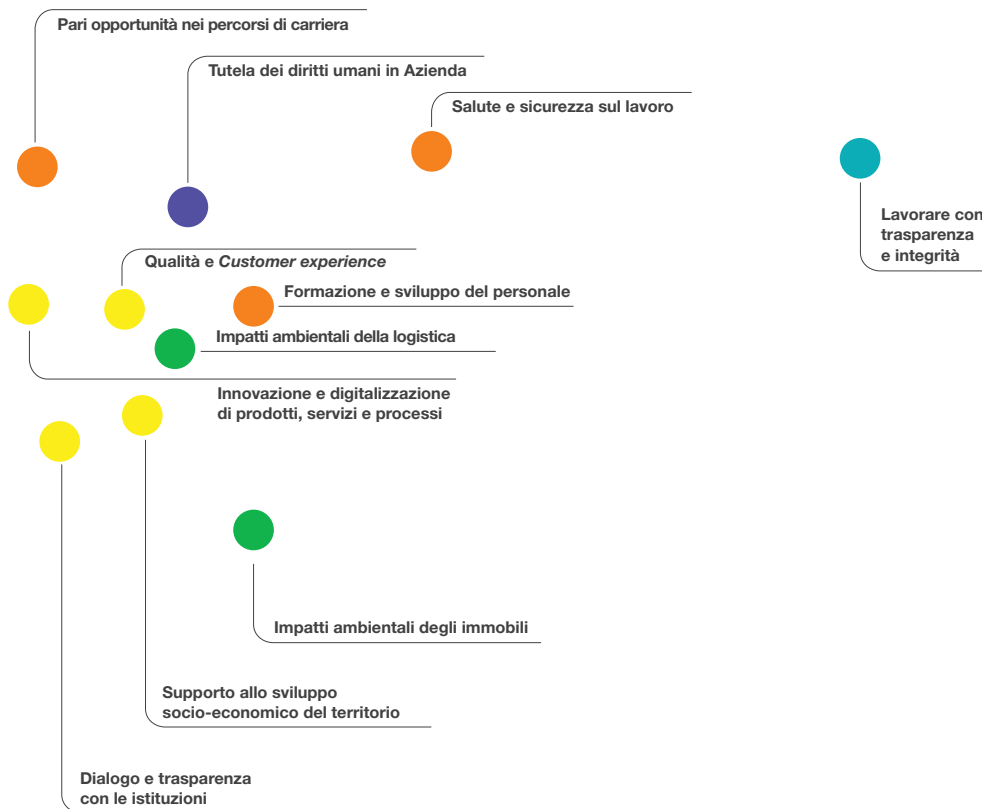 Pari opportunità nei percorsi di carriera
Tutela dei diritti umani in Azienda
Salute e sicurezza sul lavoro
Lavorare con
trasparenza
e integrità
Qualità e Customer experience
Formazione e sviluppo del personale
Impatti ambientali della logistica
Innovazione e digitalizzazione
di prodotti, servizi e processi
Impatti ambientali degli immobili
Supporto allo sviluppo
socio-economico del territorio
Dialogo e trasparenza
con le istituzioni